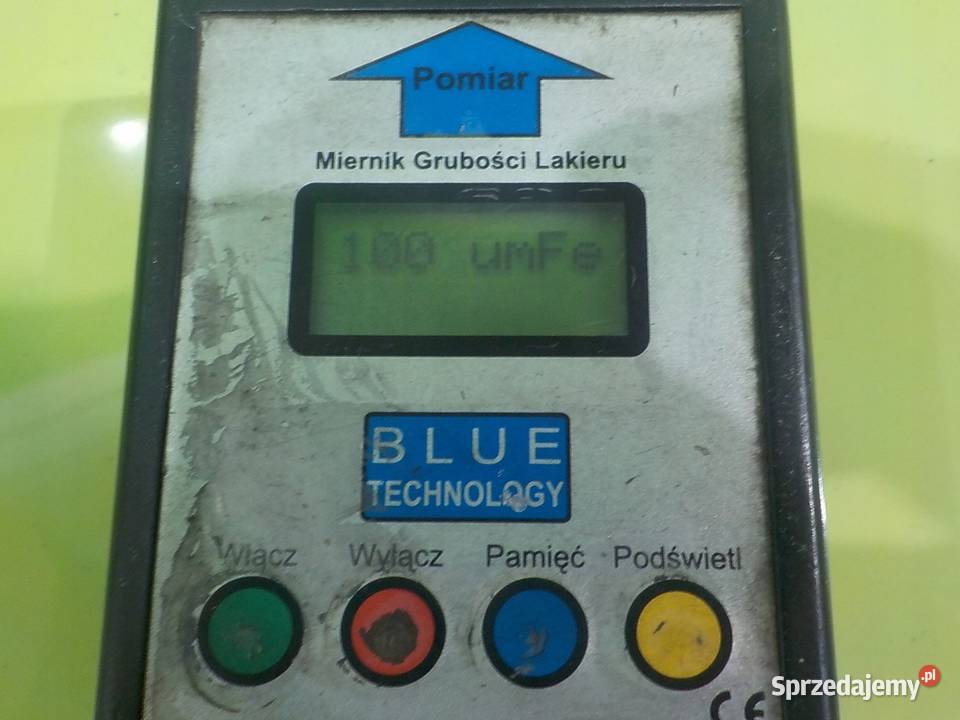 Pomiar
Miernik Grubości Lakieru
100 umFe
BLUE
TECHNOLOGY
Włącz Wyłącz Pamięć Podświetl
CE
Sprzedajemy.pl